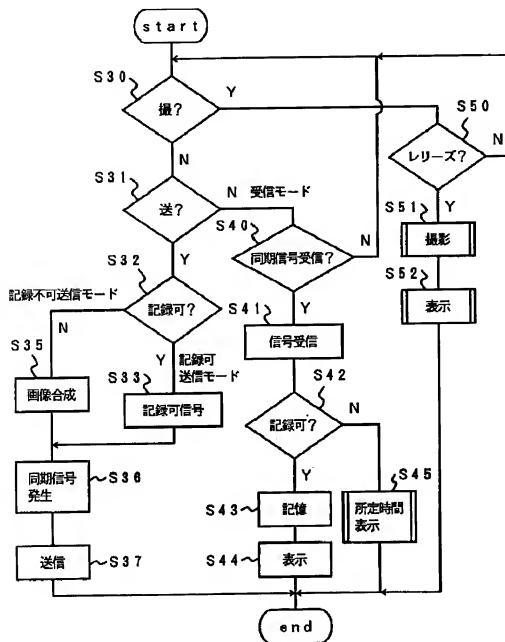 start
S30
撮?
Y
N
S50
レリーズ?
N
Y
S51
撮影
S52
表示
S31
送?
N
受信モード
Y
S40
同期信号受信?
N
Y
S32
記録可?
記録不可送信モード
N
Y
記録可
送信モード
S35
画像合成
S33
記録可信号
S41
信号受信
S42
記録可?
N
Y
S36
同期信号
発生
S43
記憶
S45
所定時間
表示
S37
送信
S44
表示
end